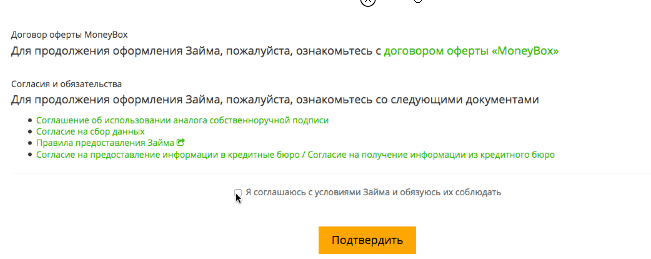 Договор оферты MoneyBox
Для продолжения оформления Займа, пожалуйста, ознакомьтесь с договором оферты «MoneyBox»
Согласия и обязательства
Для продолжения оформления Займа, пожалуйста, ознакомьтесь со следующими документами
Соглашение об использовании аналога собственноручной подписи
Согласие на сбор данных
Правила предоставления Займа
Согласие на предоставление информации в кредитные бюро / Согласие на получение информации из кредитного бюро
Я соглашаюсь с условиями Займа и обязуюсь их соблюдать
Подтвердить